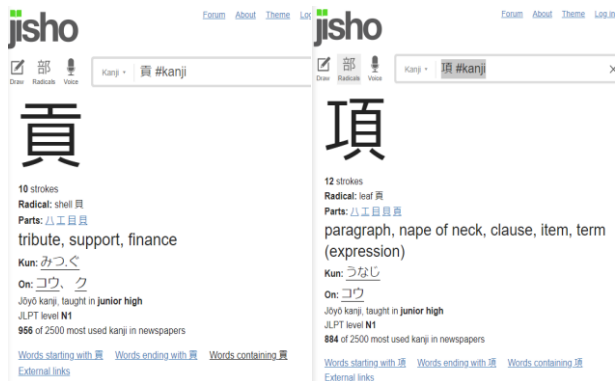 jisho
Forum About Theme Log
Draw
部 Radicals
Voice
Kanji 貢 #kanji
貢
10 strokes
Radical: shell 貝
Parts: 八 工 目 貝
tribute, support, finance
Kun: みつ.ぐ
On: コウ、 ク
Jōyō kanji, taught in junior high
JLPT level N1
956 of 2500 most used kanji in newspapers
Words starting with 貢 Words ending with 貢 Words containing 貢
External links
jisho
Forum About Theme Log in
Draw
部 Radicals
Voice
Kanji 項 #kanji
項
12 strokes
Radical: leaf 頁
Parts: 八 工 目 貝 頁
paragraph, nape of neck, clause, item, term
(expression)
Kun: うなじ
On: コウ
Jōyō kanji, taught in junior high
JLPT level N1
884 of 2500 most used kanji in newspapers
Words starting with 項 Words ending with 項 Words containing 項
External links